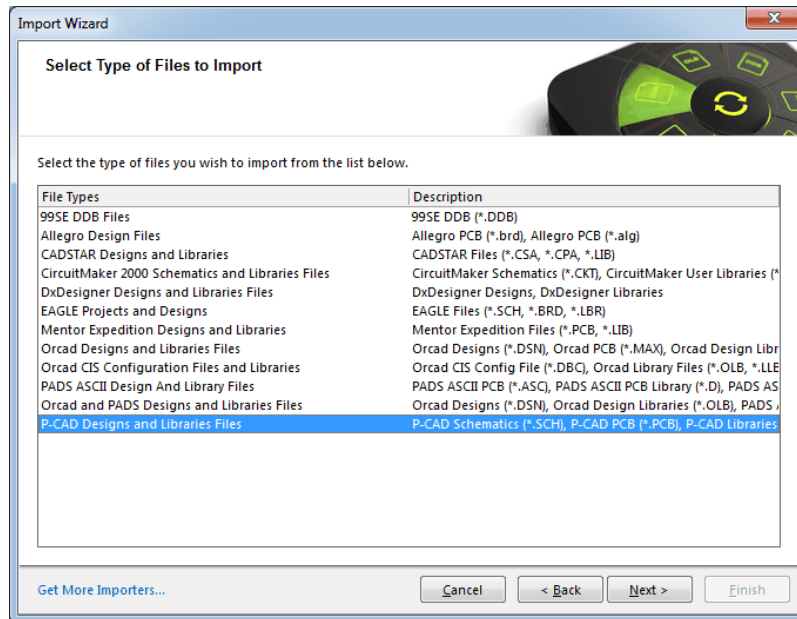 Import Wizard
Select Type of Files to Import
Select the type of files you wish to import from the list below.
File Types Description
99SE DDB Files 99SE DDB (*.DDB)
Allegro Design Files Allegro PCB (*.brd), Allegro PCB (*.alg)
CADSTAR Designs and Libraries CADSTAR Files (*.CSA, *.CPA, *.LIB)
CircuitMaker 2000 Schematics and Libraries Files CircuitMaker Schematics (*.CKT), CircuitMaker User Libraries (*
DxDesigner Designs and Libraries Files DxDesigner Designs, DxDesigner Libraries
EAGLE Projects and Designs EAGLE Files (*.SCH, *.BRD, *.LBR)
Mentor Expedition Designs and Libraries Mentor Expedition Files (*.PCB, *.LIB)
Orcad Designs and Libraries Files Orcad Designs (*.DSN), Orcad PCB (*.MAX), Orcad Design Libr
Orcad CIS Configuration Files and Libraries Orcad CIS Config File (*.DBC), Orcad Library Files (*.OLB, *.LLE
PADS ASCII Design And Library Files PADS ASCII PCB (*.ASC), PADS ASCII PCB Library (*.D), PADS AS
Orcad and PADS Designs and Libraries Files Orcad Designs (*.DSN), Orcad Design Libraries (*.OLB), PADS
P-CAD Designs and Libraries Files P-CAD Schematics (*.SCH), P-CAD PCB (*.PCB), P-CAD Libraries
Get More Importers... Cancel < Back Next > Finish